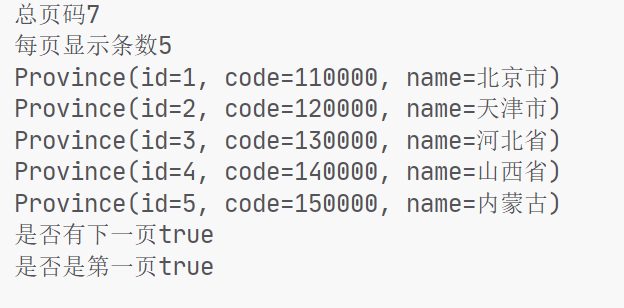 总页码7
每页显示条数5
Province(id=1, code=110000, name=北京市)
Province(id=2, code=120000, name=天津市)
Province(id=3, code=130000, name=河北省)
Province(id=4, code=140000, name=山西省)
Province(id=5, code=150000, name=内蒙古)
是否有下一页true
是否是第一页true